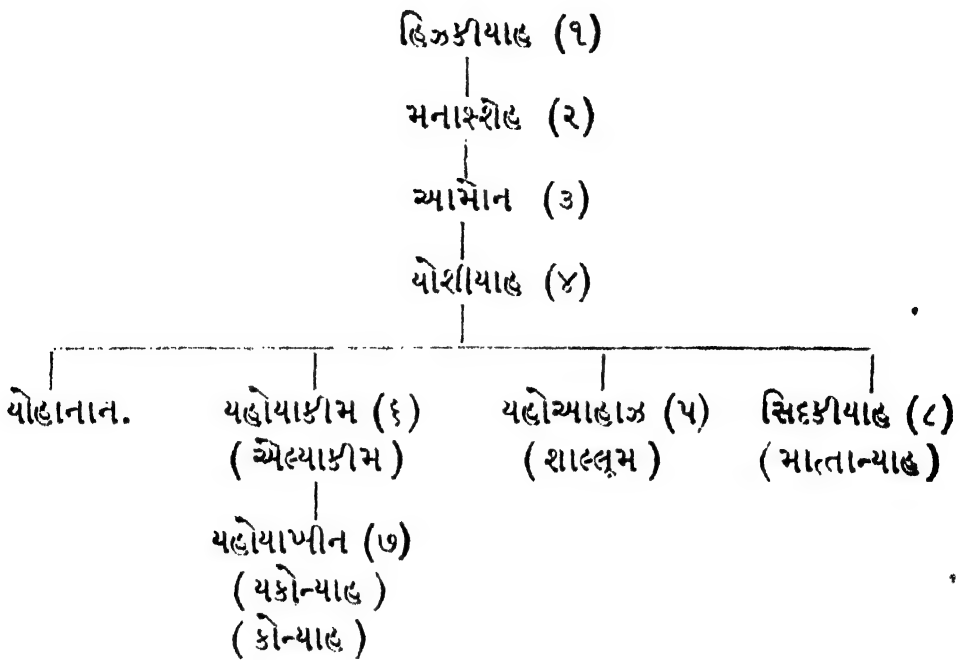 હિઝકીયાહ (૧)
મનાશ્શેહ (૨)
આમોન (૩)
યોશીયાહ (૪)
યોહાનાન. યહોયાકીમ (૬) યહોઆહાઝ (૫) સિદકીયાહ (૮)
( એલ્યાકીમ ) ( શાલ્લૂમ ) ( માત્તાન્યાહ )
યહોયાખીન (૭)
( યકોન્યાહ )
( કોન્યાહ )